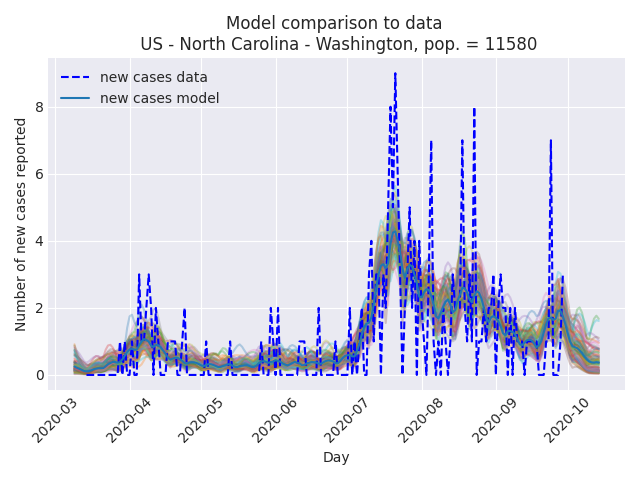 Model comparison to data
US - North Carolina - Washington, pop. = 11580
new cases data
new cases model
Number of new cases reported
8
6
4
2
0
2020-03
2020-04
2020-05
2020-06
2020-07
2020-08
2020-09
2020-10
Day